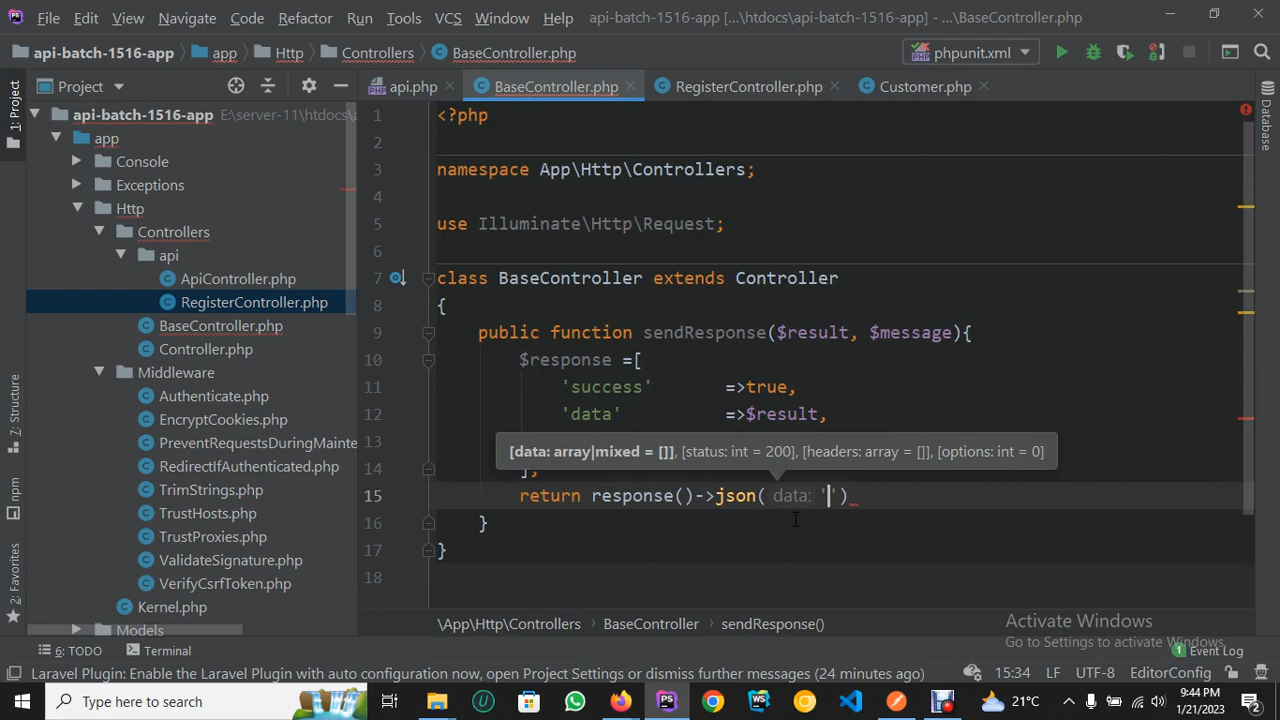 File Edit View Navigate Code Refactor Run Tools VCS Window Help api-batch-1516-app [...\htdocs\api-batch-1516-app] - ...\BaseController.php
api-batch-1516-app app Http Controllers BaseController.php phpunit.xml
1: Project Project api.php BaseController.php RegisterController.php Customer.php Database
api-batch-1516-app E:\server-11\htdocs\
app
Console
Exceptions
Http
Controllers
api
ApiController.php
RegisterController.php
BaseController.php
Controller.php
Middleware
Authenticate.php
EncryptCookies.php
PreventRequestsDuringMainte
RedirectIfAuthenticated.php
TrimStrings.php
TrustHosts.php
TrustProxies.php
ValidateSignature.php
VerifyCsrfToken.php
Kernel.php
Models
7: Structure
npm
2: Favorites
1 <?php
2
3 namespace App\Http\Controllers;
4
5 use Illuminate\Http\Request;
6
7 class BaseController extends Controller
8 {
9 public function sendResponse($result, $message){
10 $response =[
11 'success' =>true,
12 'data' =>$result,
13
[data: array|mixed = []], [status: int = 200], [headers: array = []], [options: int = 0]
14 ];
15 return response()->json( data: '')
16 }
17 }
18
\App\Http\Controllers BaseController sendResponse()
Activate Windows
Go to Settings to activate Windows.
6: TODO Terminal 1 Event Log
Laravel Plugin: Enable the Laravel Plugin with auto configuration now, open Project Settings or dismiss further messages (24 minutes ago) 15:34 LF UTF-8 EditorConfig
Type here to search 21°C 9:44 PM
1/21/2023 2